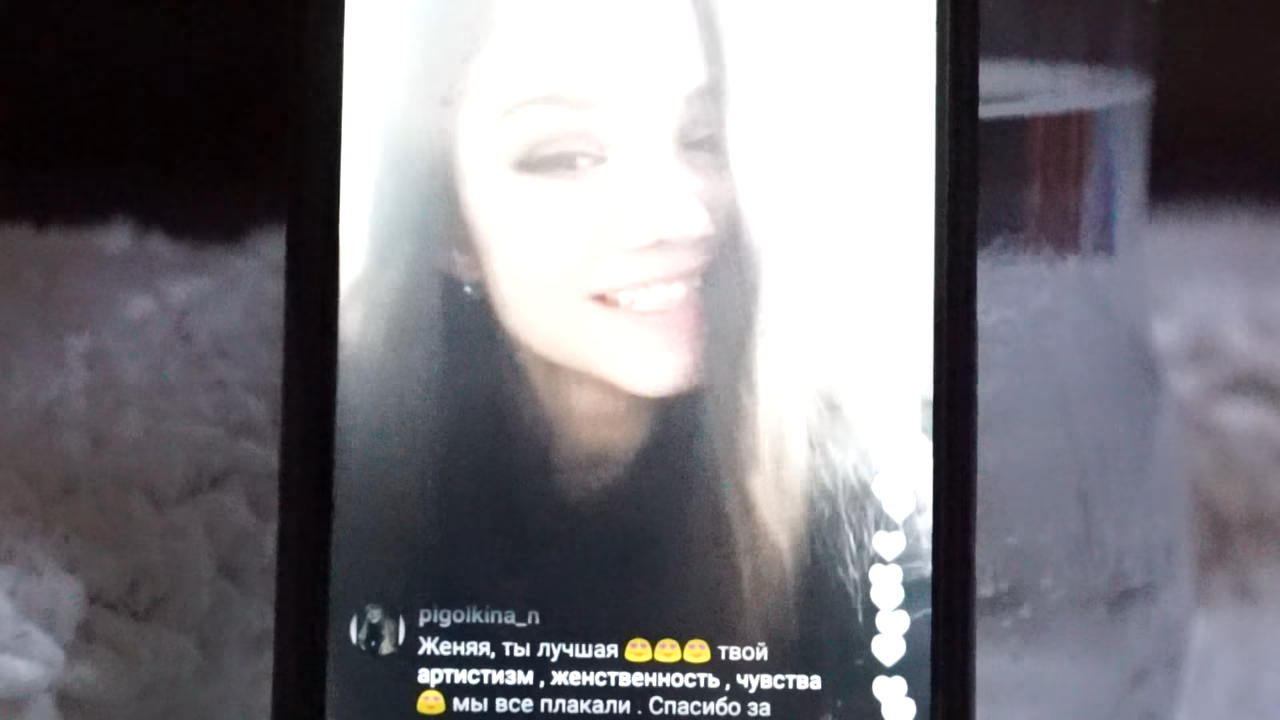 pigolkina_n
Женяя, ты лучшая 😍😍😍 твой
артистизм , женственность , чувства
😍 мы все плакали . Спасибо за